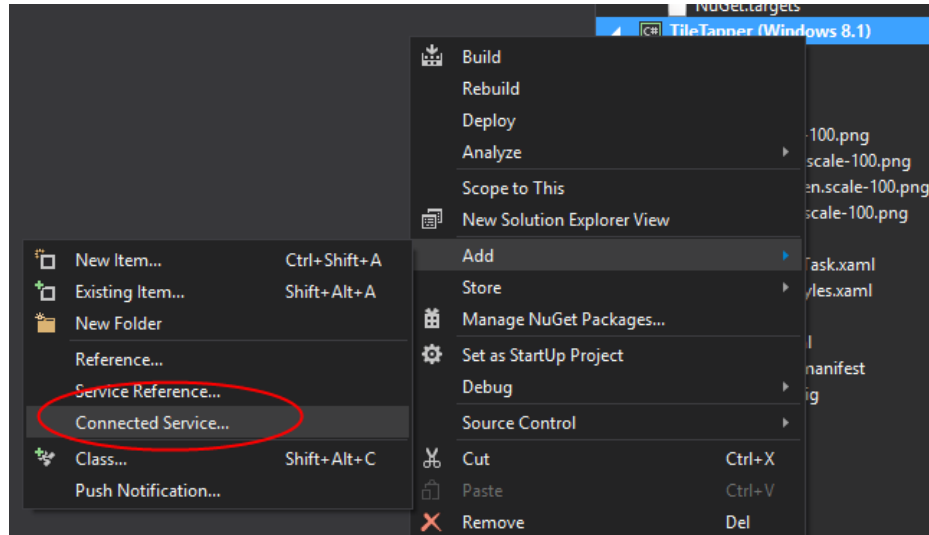 NuGet.targets
TileTapper (Windows 8.1)
Build
Rebuild
Deploy
-100.png
Analyze
scale-100.png
Scope to This
en.scale-100.png
New Solution Explorer View
scale-100.png
New Item... Ctrl+Shift+A
Add
Task.xaml
Existing Item... Shift+Alt+A
Store
yles.xaml
New Folder
Manage NuGet Packages...
Reference...
Set as StartUp Project
nanifest
Service Reference...
Debug
ig
Connected Service...
Source Control
Class... Shift+Alt+C
Cut Ctrl+X
Push Notification...
Paste Ctrl+V
Remove Del